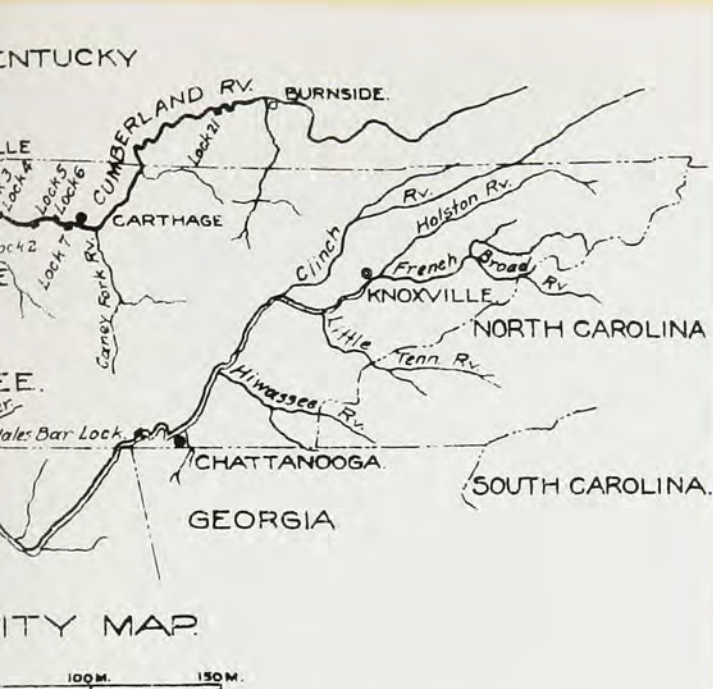 ENTUCKY
CUMBERLAND RV.
BURNSIDE.
Lock 21
LLE
Lock 4
Lock 5
Lock 6
CARTHAGE
ock 2
Lock 7
Caney Fork Rv.
Clinch Rv.
Holston Rv.
French Broad Rv
KNOXVILLE
NORTH CAROLINA
Little Tenn. Rv.
EE.
er.
Hiwassee Rv.
Hales Bar Lock.
CHATTANOOGA.
SOUTH CAROLINA.
GEORGIA
ITY MAP.
100 M. 150 M.